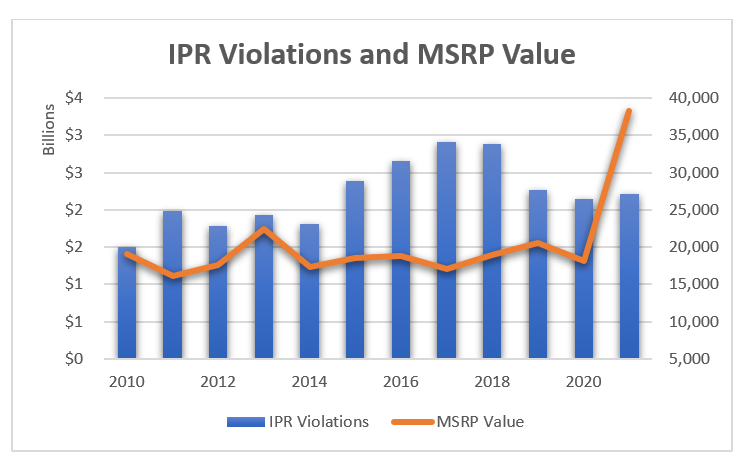 IPR Violations and MSRP Value
Billions
$4 40,000
$3 35,000
$3 30,000
$2 25,000
$2 20,000
$1 15,000
$1 10,000
$0 5,000
2010 2012 2014 2016 2018 2020
IPR Violations MSRP Value